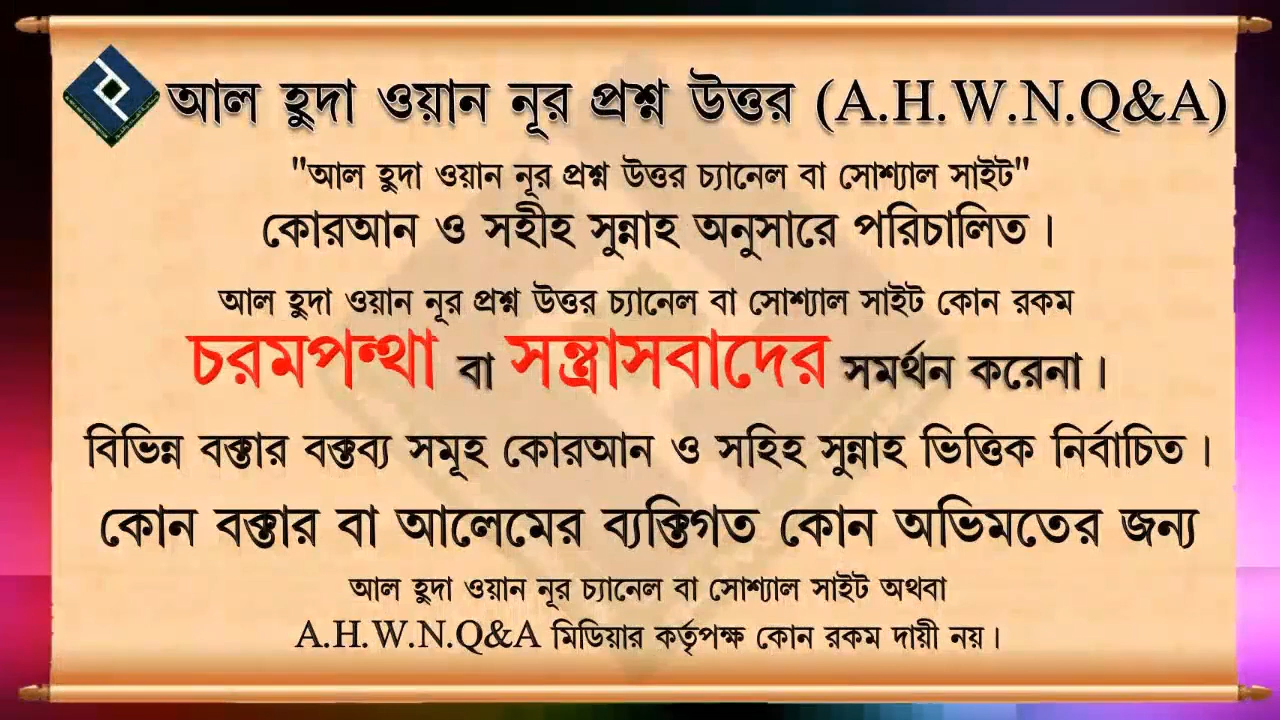 আল হুদা ওয়ান নূর প্রশ্ন উত্তর (A.H.W.N.Q&A)
"আল হুদা ওয়ান নূর প্রশ্ন উত্তর চ্যানেল বা সোশ্যাল সাইট"
কোরআন ও সহীহ সুন্নাহ অনুসারে পরিচালিত।
আল হুদা ওয়ান নূর প্রশ্ন উত্তর চ্যানেল বা সোশ্যাল সাইট কোন রকম
চরমপন্থা বা সন্ত্রাসবাদের সমর্থন করেনা।
বিভিন্ন বক্তার বক্তব্য সমূহ কোরআন ও সহিহ সুন্নাহ ভিত্তিক নির্বাচিত।
কোন বক্তার বা আলেমের ব্যক্তিগত কোন অভিমতের জন্য
আল হুদা ওয়ান নূর চ্যানেল বা সোশ্যাল সাইট অথবা
A.H.W.N.Q&A মিডিয়ার কর্তৃপক্ষ কোন রকম দায়ী নয়।